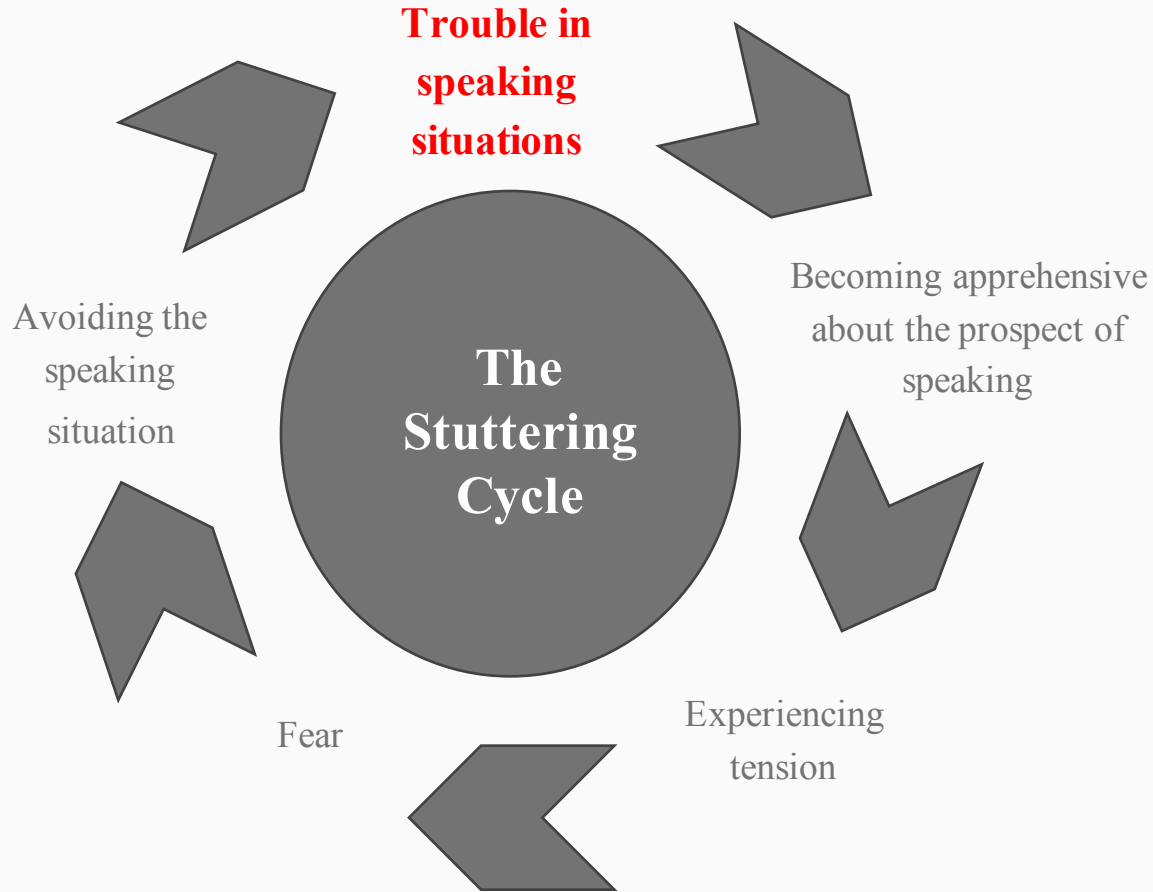 Trouble in
speaking
situations
Becoming apprehensive
about the prospect of
speaking
Experiencing
tension
Fear
Avoiding the
speaking
situation
The
Stuttering
Cycle